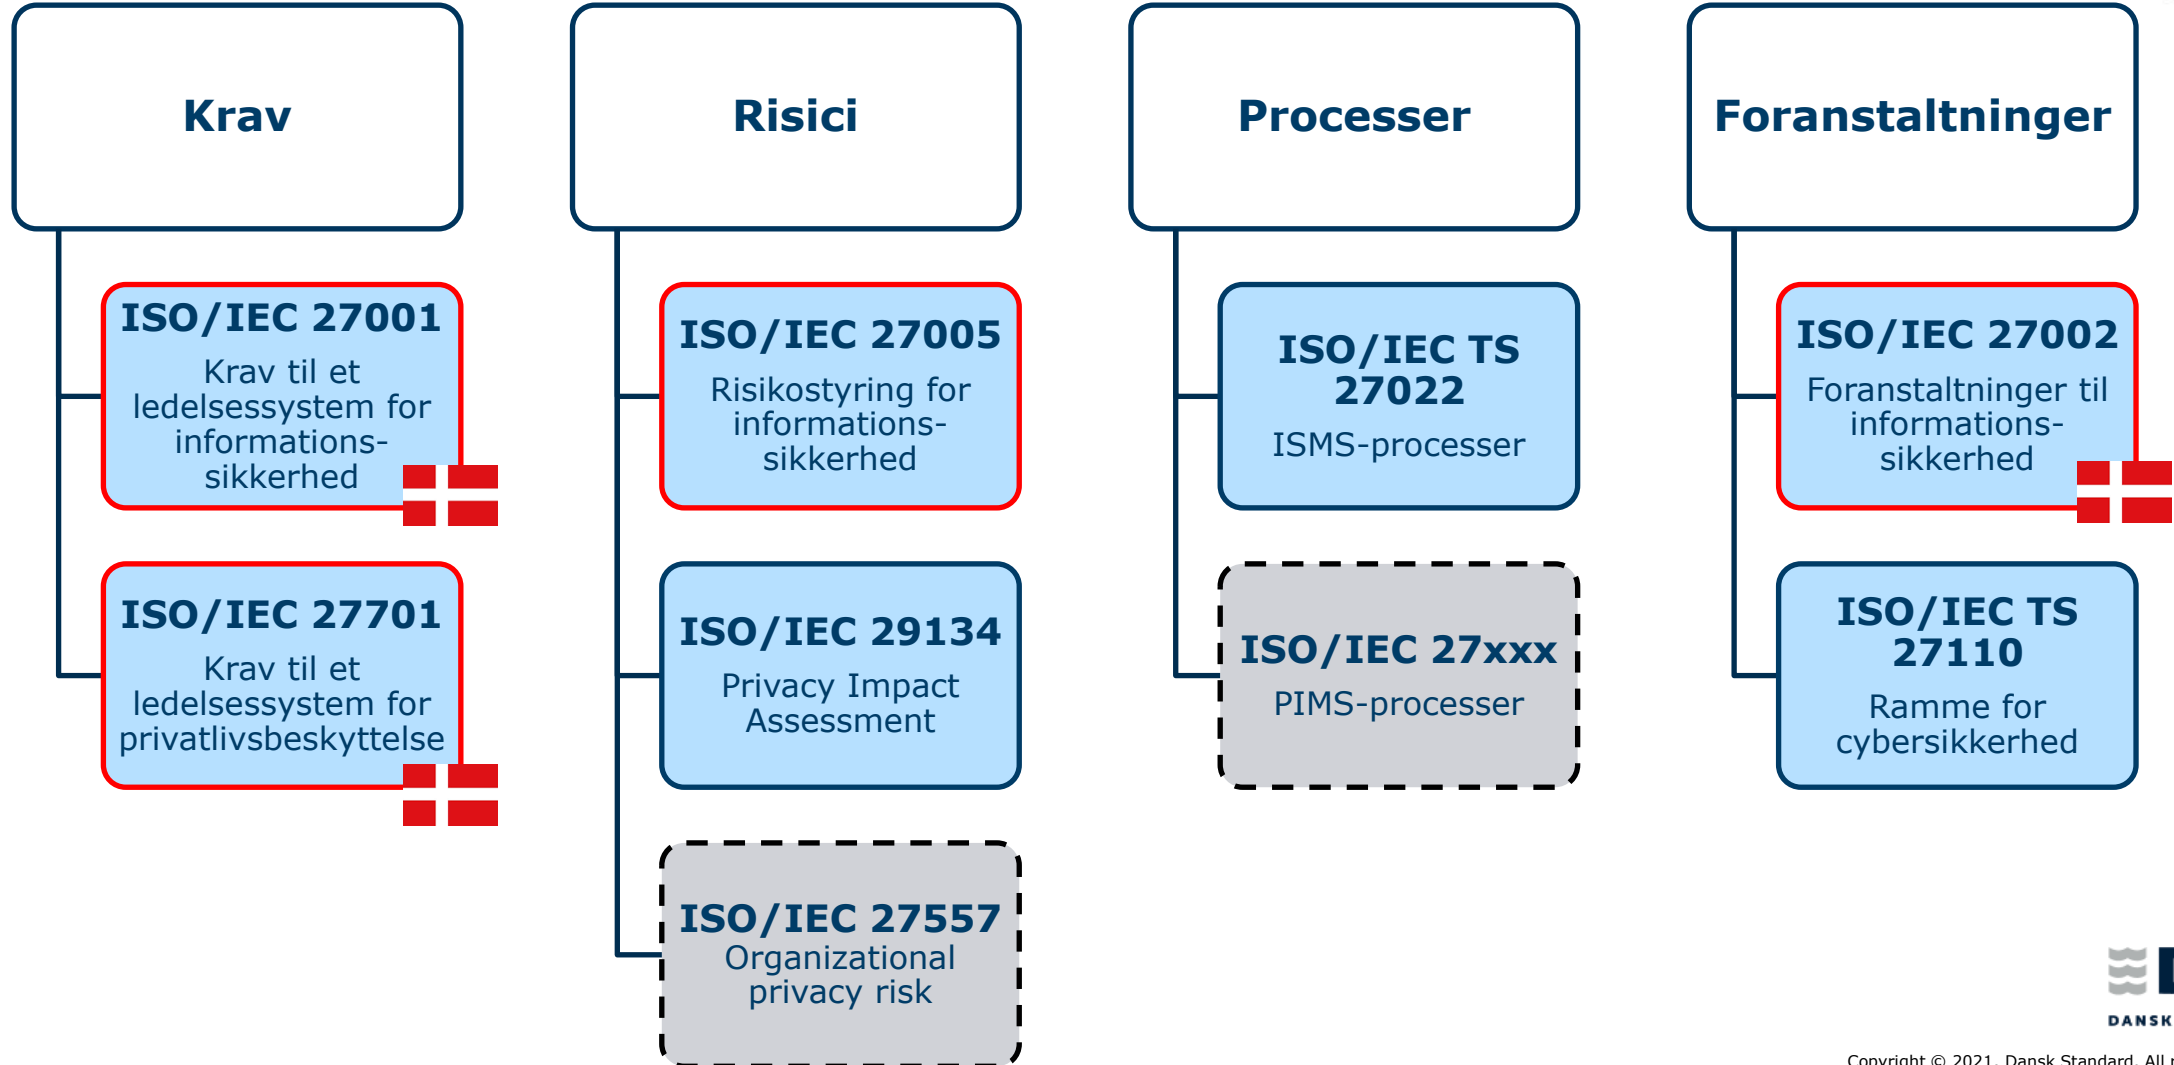 Krav
ISO/IEC 27001
Krav til et
ledelsessystem for
informations-
sikkerhed
ISO/IEC 27701
Krav til et
ledelsessystem for
privatlivsbeskyttelse
Risici
ISO/IEC 27005
Risikostyring for
informations-
sikkerhed
ISO/IEC 29134
Privacy Impact
Assessment
ISO/IEC 27557
Organizational
privacy risk
Processer
ISO/IEC TS
27022
ISMS-processer
ISO/IEC 27xxx
PIMS-processer
Foranstaltninger
ISO/IEC 27002
Foranstaltninger til
informations-
sikkerhed
ISO/IEC TS
27110
Ramme for
cybersikkerhed
DANSK
Copyright © 2021. Dansk Standard. All